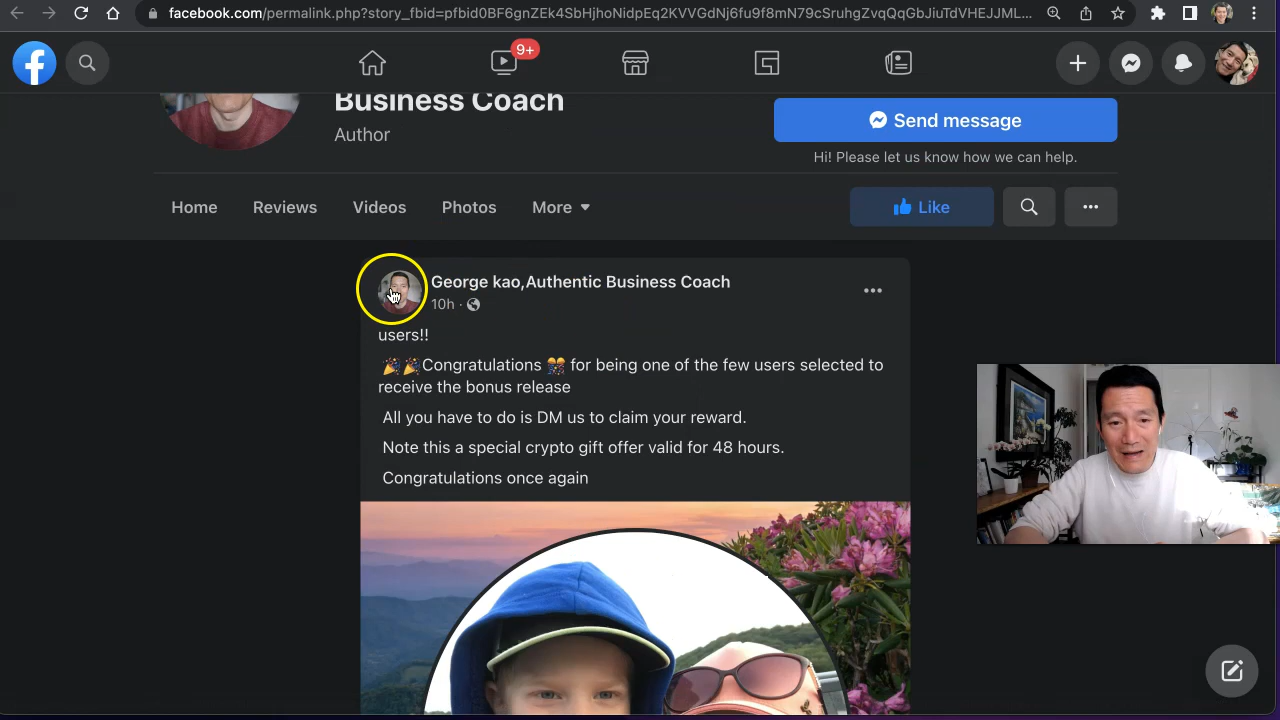 facebook.com/permalink.php?story_fbid=pfbid0BF6gnZEk4SbHjhoNidpEq2KVVGdNj6fu9f8mN79cSruhgZvqQqGbJiuTdVHEJJML...
9+
Business Coach
Author
Send message
Hi! Please let us know how we can help.
Home Reviews Videos Photos More
Like
George kao,Authentic Business Coach
10h ·
users!!
🎉🎉Congratulations 🎊 for being one of the few users selected to
receive the bonus release
All you have to do is DM us to claim your reward.
Note this a special crypto gift offer valid for 48 hours.
Congratulations once again